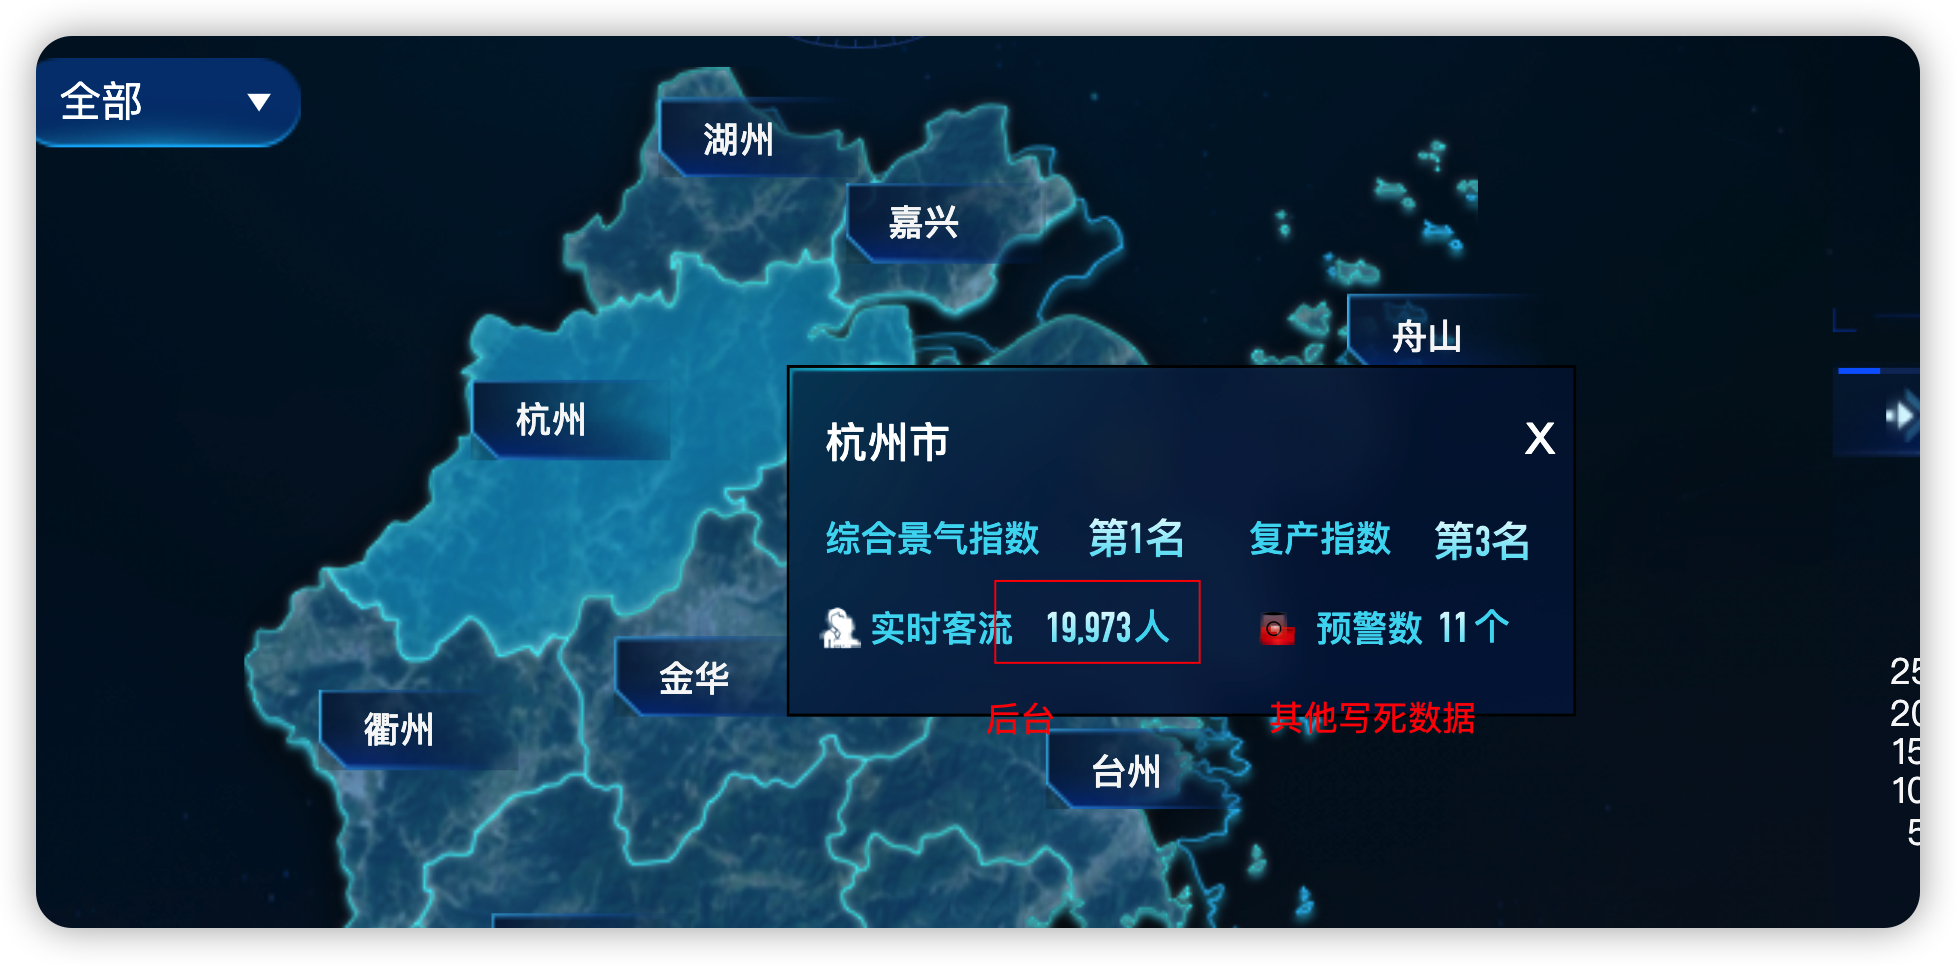 全部
湖州
嘉兴
舟山
杭州
杭州市 X
综合景气指数 第1名 复产指数 第3名
实时客流 19,973人 预警数 11个
后台 其他写死数据
金华
衢州
台州